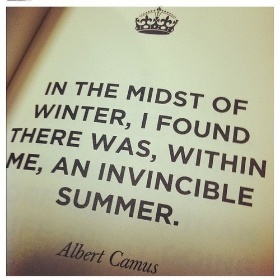 IN THE MIDST OF
WINTER, I FOUND
THERE WAS, WITHIN
ME, AN INVINCIBLE
SUMMER.
Albert Camus